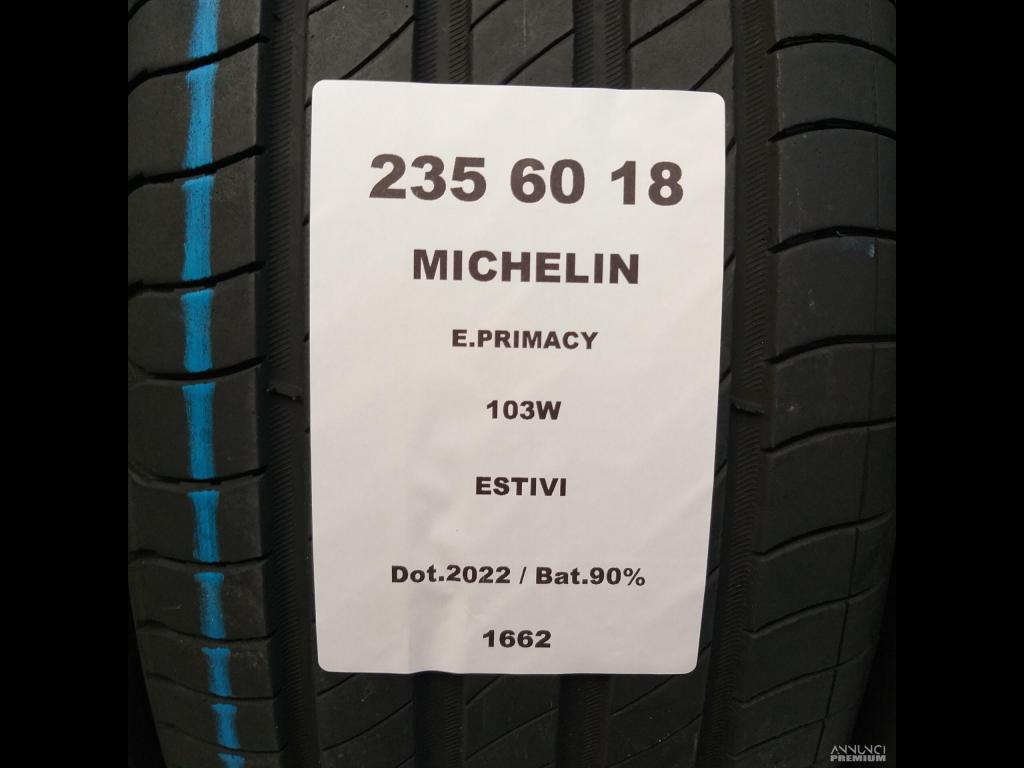 235 60 18
MICHELIN
E.PRIMACY
103W
ESTIVI
Dot.2022 / Bat.90%
1662
ANNUNCI
PREMIUM